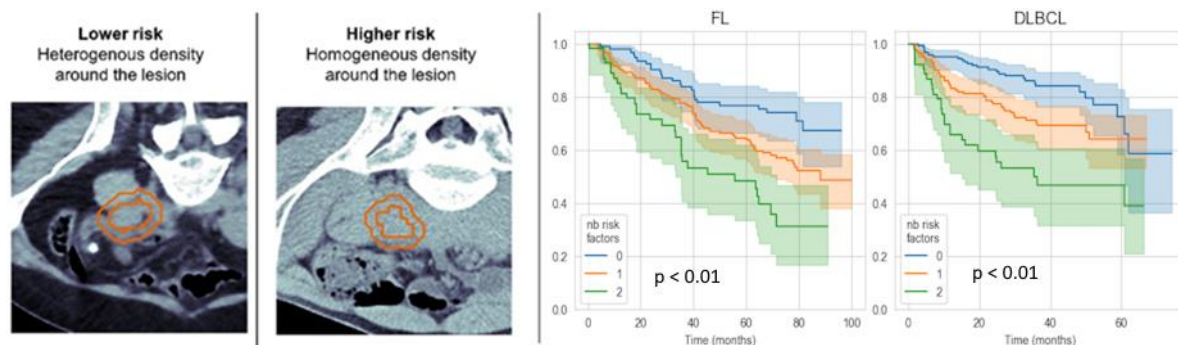 Lower risk
Heterogenous density
around the lesion
Higher risk
Homogeneous density
around the lesion
FL
1.0
0.8
0.6
0.4
0.2
0.0
nb risk
factors
0
1
2
p < 0.01
0 20 40 60 80 100
Time (months)
DLBCL
1.0
0.8
0.6
0.4
0.2
0.0
nb risk
factors
0
1
2
p < 0.01
0 20 40 60
Time (months)